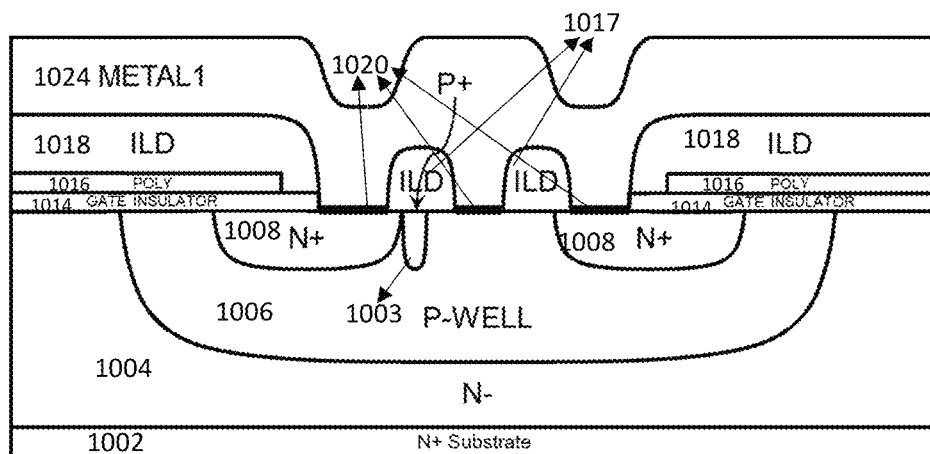 1017
1024 METAL1
1020
P+
1018 ILD
1018 ILD
ILD
ILD
1016 POLY
1016 POLY
1014 GATE INSULATOR
1014 GATE INSULATOR
1008 N+
1008 N+
1006
1003
P-WELL
1004
N-
1002
N+ Substrate